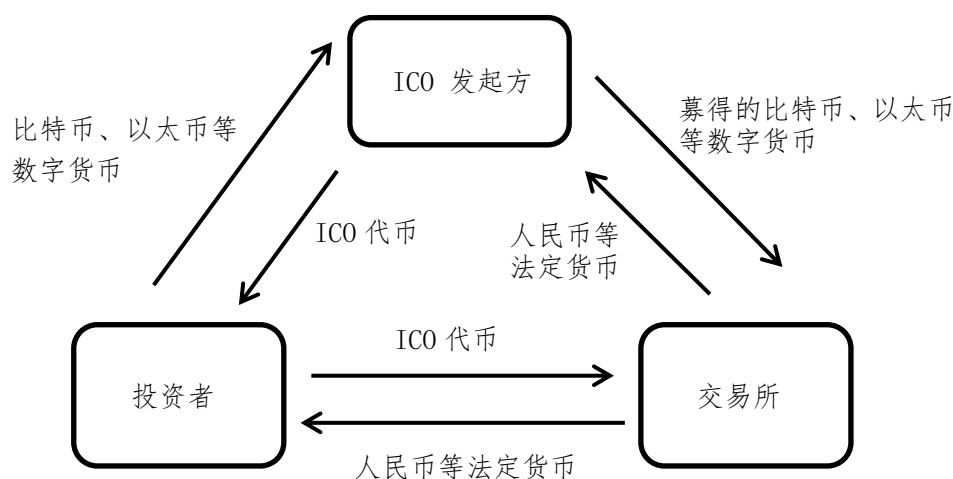 ICO 发起方
比特币、以太币等
数字货币
募得的比特币、以太币
等数字货币
ICO 代币
人民币等
法定货币
投资者
ICO 代币
交易所
人民币等法定货币